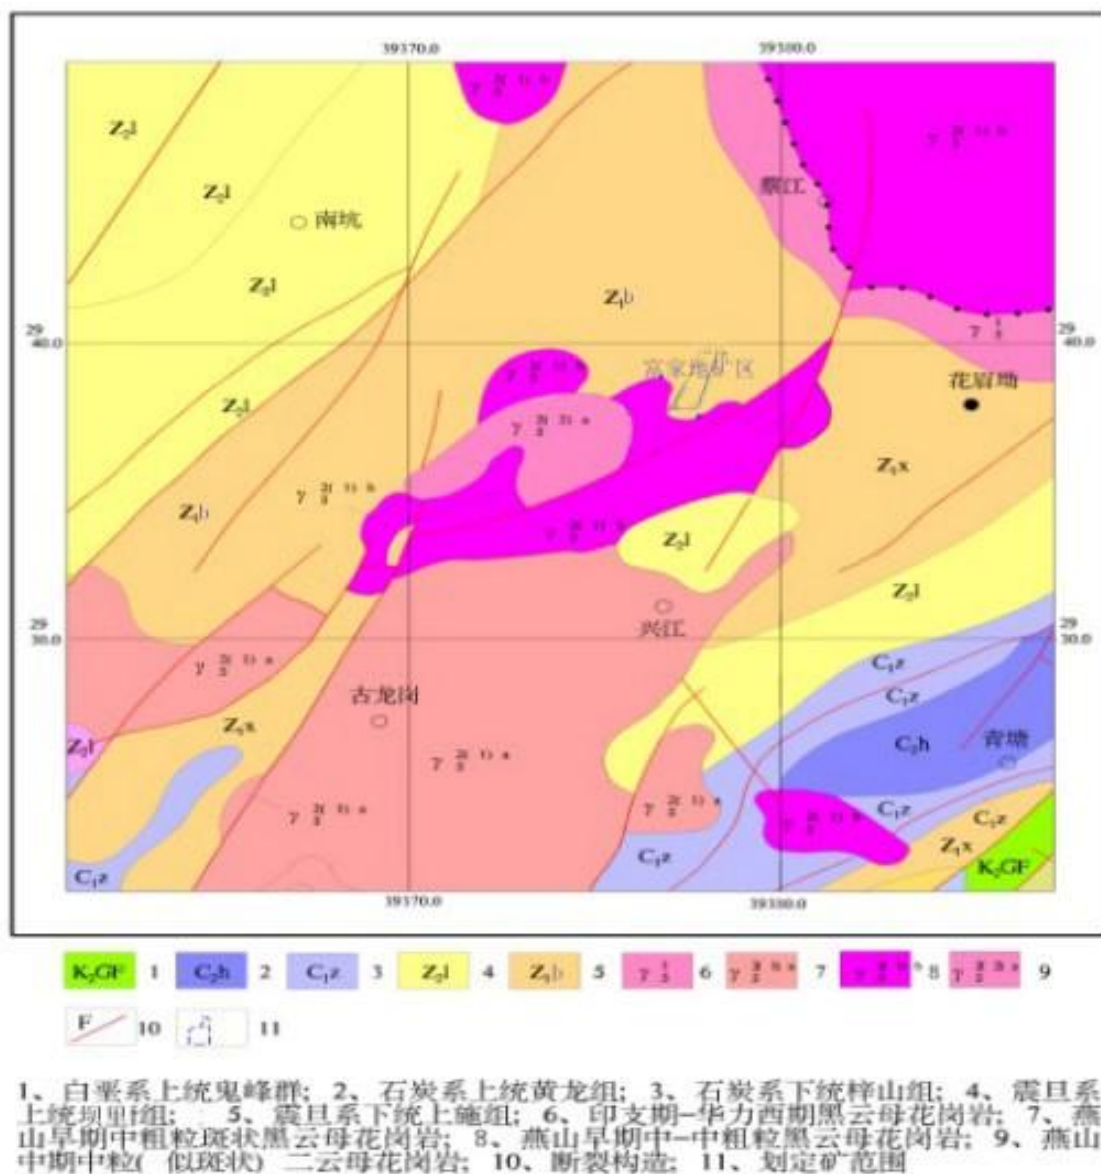 39370.0 39380.0
Z₂l
Z₂l
蔡江
南坑
Z₂l
Z₁b
29 40.0
29 40.0
富家地矿区
花眉坳
Z₂l
Z₁x
Z₁b
Z₂l
Z₂l
兴江
29 30.0
29 30.0
C₁z
古龙岗
C₁z
Z₂l
Z₁x
C₂h
青塘
C₁z
C₁z
C₁z
Z₁x
C₁z
K₂GF
39370.0 39380.0
K₂GF 1 C₂h 2 C₁z 3 Z₂l 4 Z₁b 5 6 7 8 9
F 10 11
1、白垩系上统鬼峰群; 2、石炭系上统黄龙组; 3、石炭系下统梓山组; 4、震旦系
上统坝里组; 5、震旦系下统上施组; 6、印支期-华力西期黑云母花岗岩; 7、燕
山早期中粗粒斑状黑云母花岗岩; 8、燕山早期中-中粗粒黑云母花岗岩; 9、燕山
中期中粒( 似斑状) 二云母花岗岩; 10、断裂构造; 11、划定矿范围